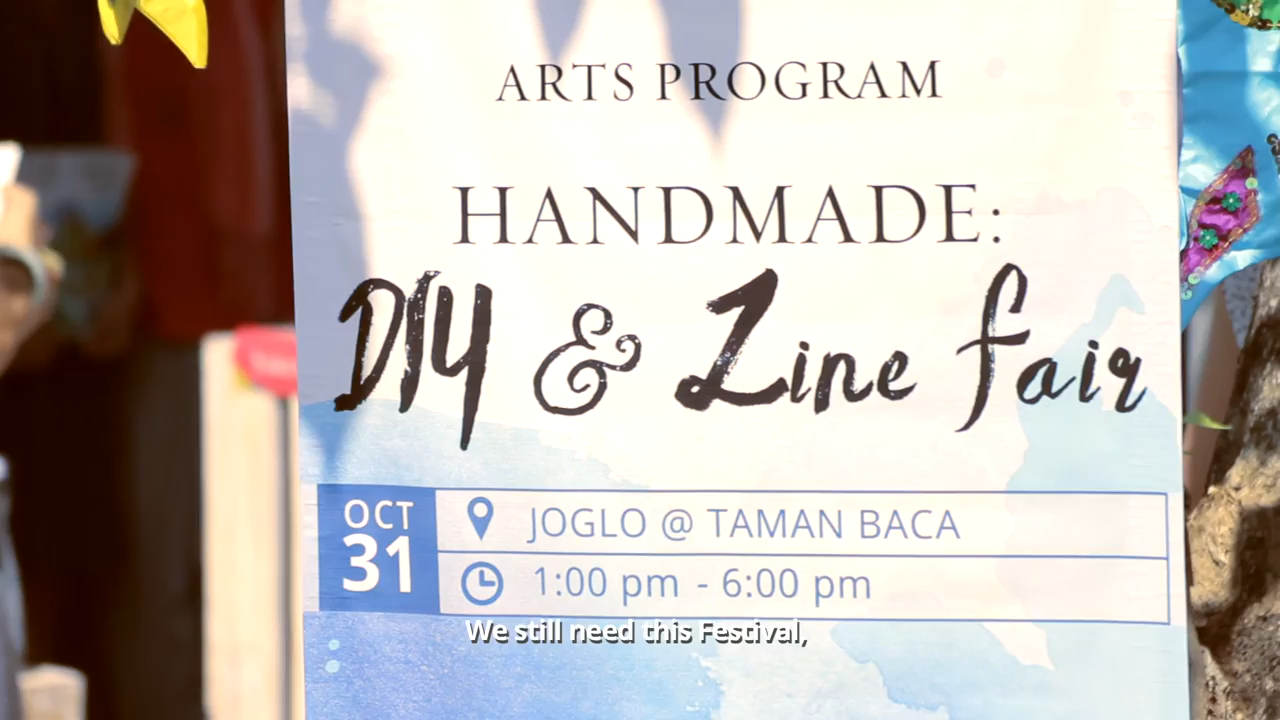 ARTS PROGRAM
HANDMADE:
DIY & Zine fair
OCT
31
JOGLO @ TAMAN BACA
1:00 pm - 6:00 pm
We still need this Festival,